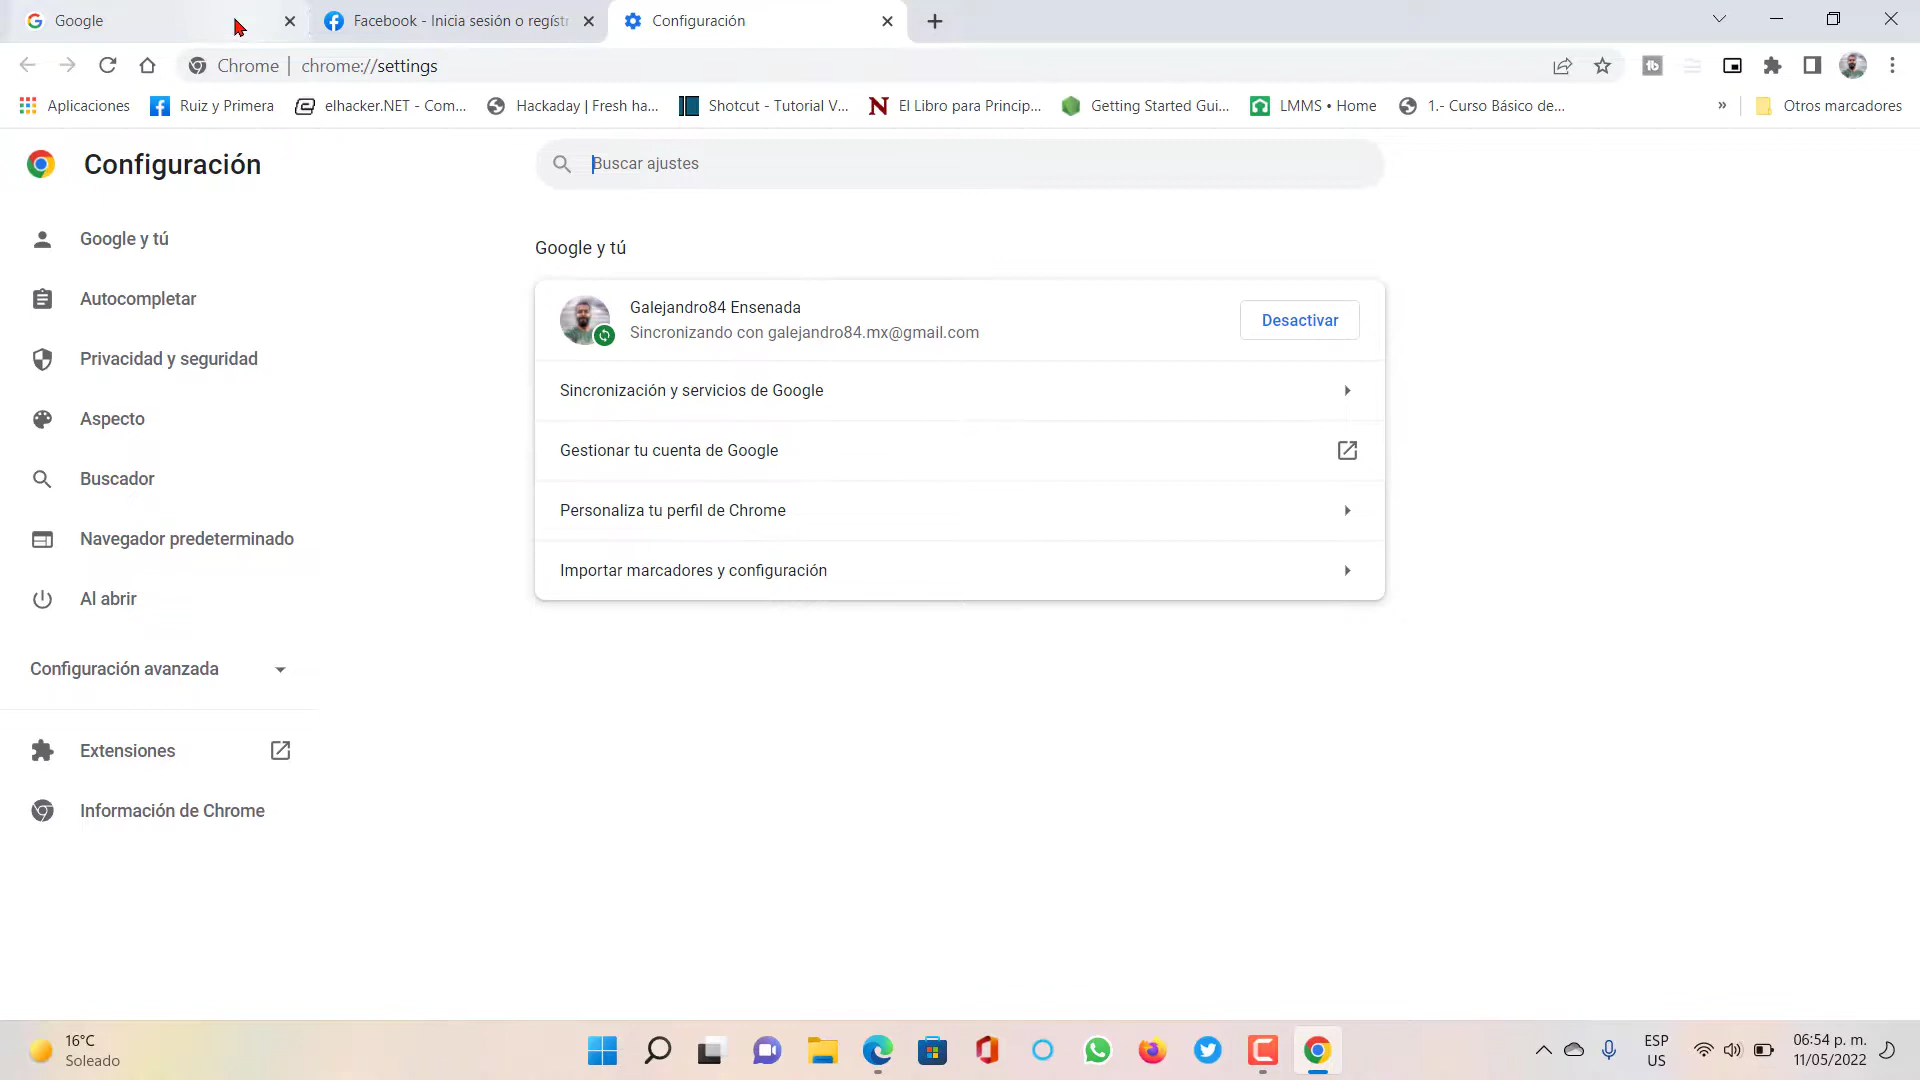 Google
Facebook - Inicia sesión o regíst
Configuración
Chrome | chrome://settings
Aplicaciones
Ruiz y Primera
elhacker.NET - Com...
Hackaday | Fresh ha...
Shotcut - Tutorial V...
El Libro para Princip...
Getting Started Gui...
LMMS • Home
1.- Curso Básico de...
»
Otros marcadores
Configuración
Buscar ajustes
Google y tú
Autocompletar
Privacidad y seguridad
Aspecto
Buscador
Navegador predeterminado
Al abrir
Configuración avanzada
Extensiones
Información de Chrome
Google y tú
Galejandro84 Ensenada
Sincronizando con galejandro84.mx@gmail.com
Desactivar
Sincronización y servicios de Google
Gestionar tu cuenta de Google
Personaliza tu perfil de Chrome
Importar marcadores y configuración
16°C
Soleado
ESP
US
06:54 p. m.
11/05/2022